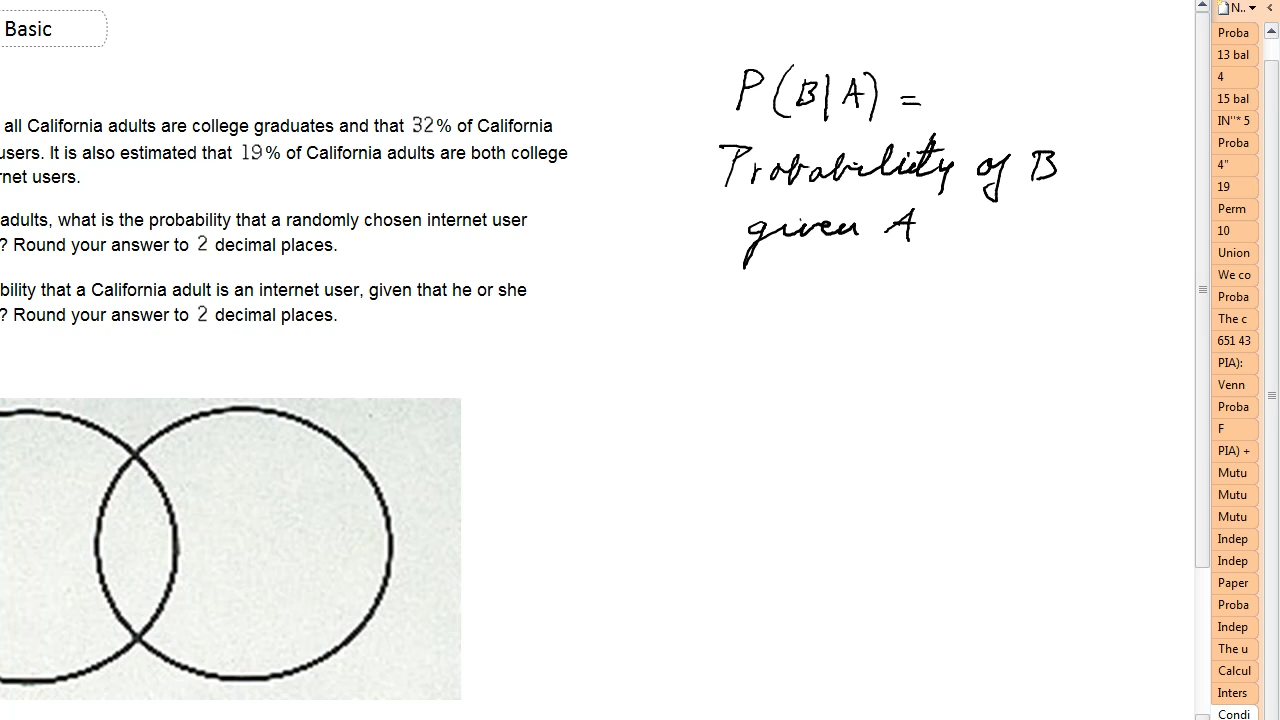 Basic
all California adults are college graduates and that 32% of California
users. It is also estimated that 19% of California adults are both college
rnet users.
adults, what is the probability that a randomly chosen internet user
? Round your answer to 2 decimal places.
bility that a California adult is an internet user, given that he or she
? Round your answer to 2 decimal places.
P(B|A) =
Probability of B
given A
N..
Proba
13 bal
4
15 bal
IN"* 5
Proba
4"
19
Perm
10
Union
We co
Proba
The c
651 43
PIA):
Venn
Proba
F
PIA) +
Mutu
Mutu
Mutu
Indep
Indep
Paper
Proba
Indep
The u
Calcul
Inters
Condi